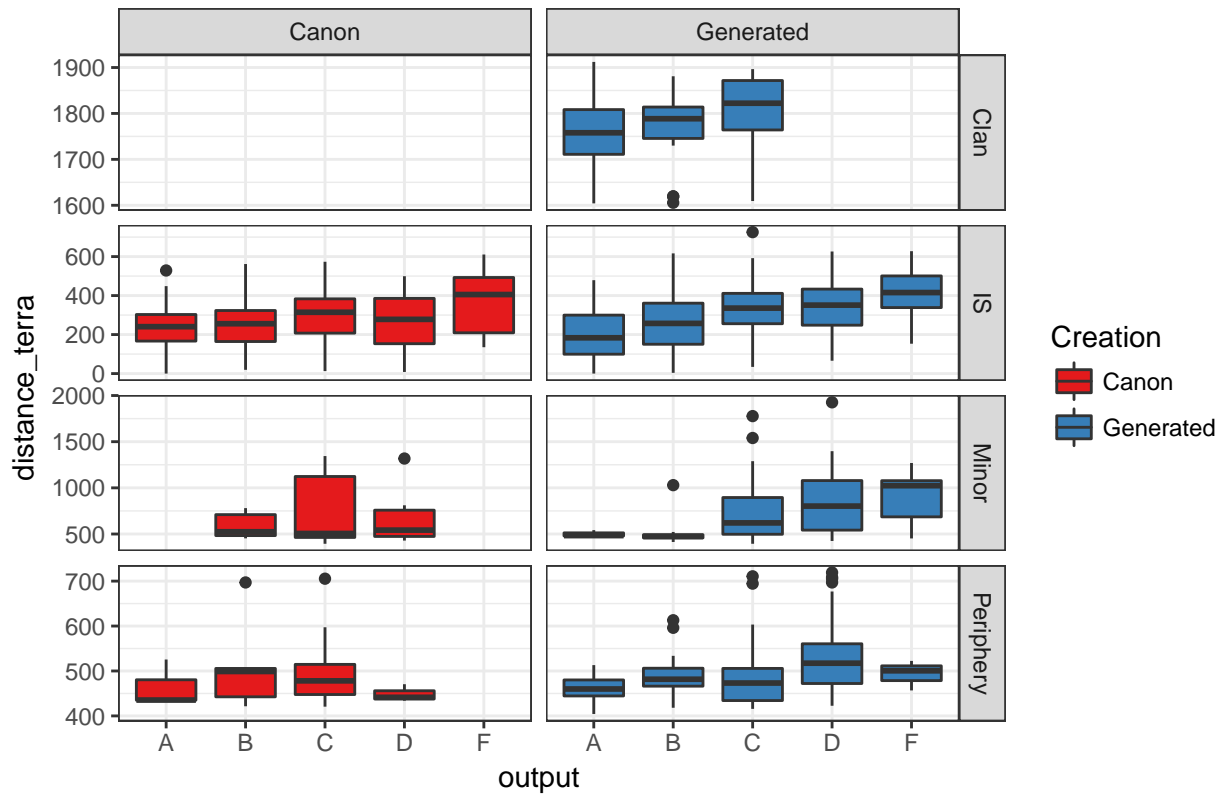 Canon
Generated
1900
1800
1700
1600
Clan
600
400
200
0
IS
2000
1500
1000
500
Minor
700
600
500
400
Periphery
distance_terra
A B C D F
A B C D F
output
Creation
Canon
Generated